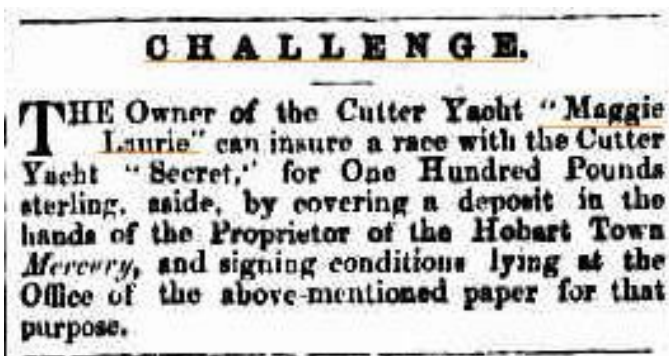 CHALLENGE.
THE Owner of the Cutter Yacht "Maggie
Laurie" can insure a race with the Cutter
Yacht "Secret," for One Hundred Pounds
sterling, aside, by covering a deposit in the
hands of the Proprietor of the Hobart Town
Mercury, and signing conditions lying at the
Office of the above-mentioned paper for that
purpose.